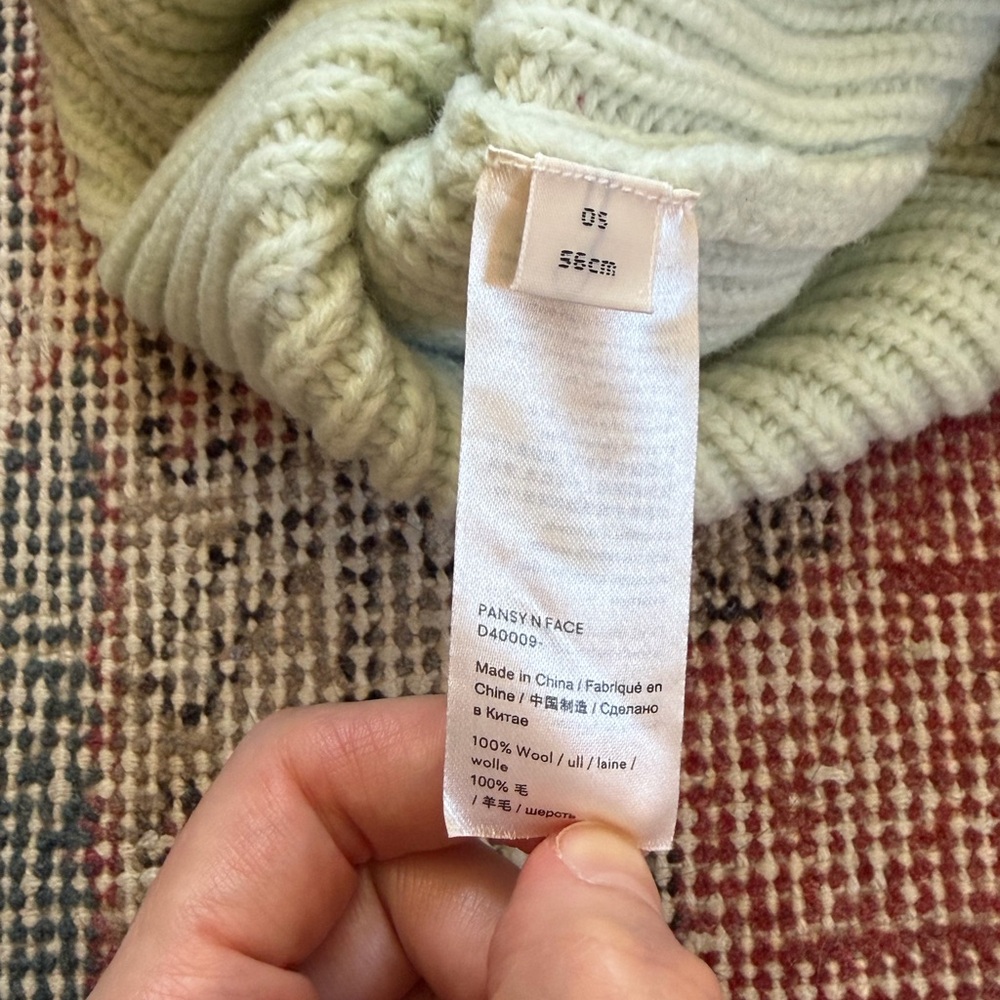 OS
56cm
PANSY N FACE
D40009-
Made in China / Fabriqué en
Chine / 中国制造 / Сделано
в Китае
100% Wool / ull / laine /
wolle
100% 毛
/ 羊毛 / шерсть